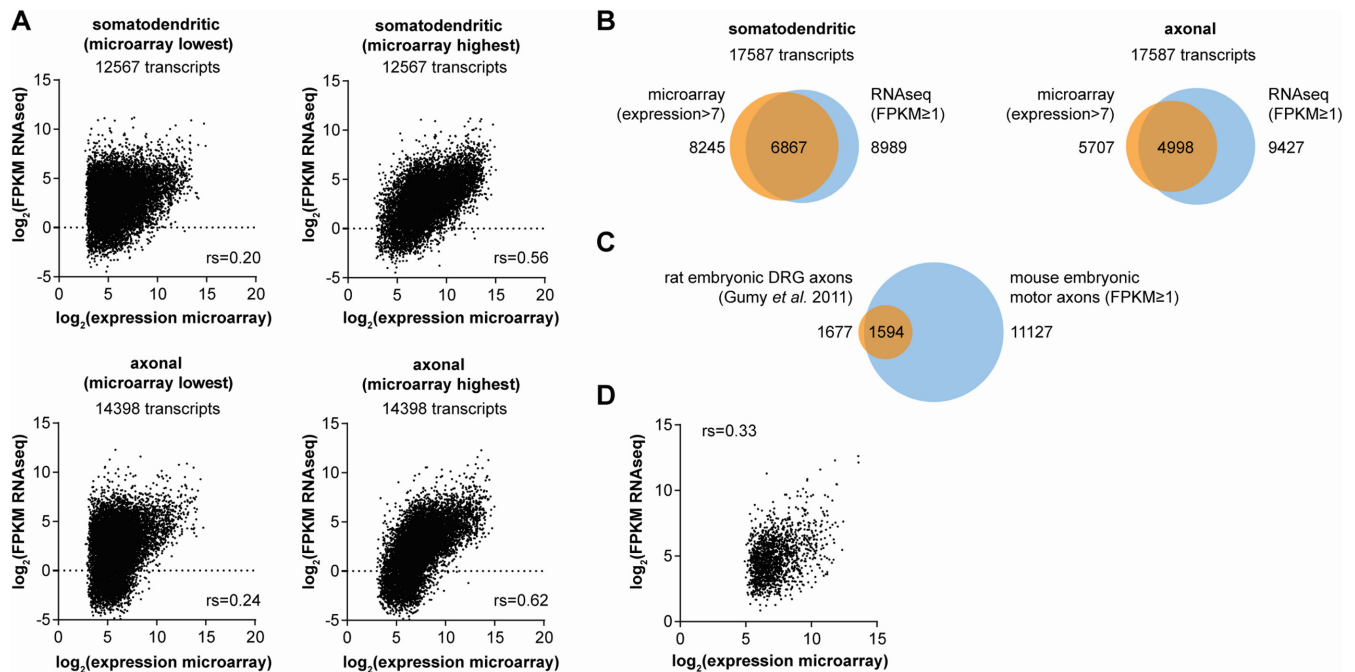 A
somatodendritic
(microarray lowest)
12567 transcripts
15
10
5
0
-5
0
5
10
15
20
log2(FPKM RNAseq)
rs=0.20
log2(expression microarray)
somatodendritic
(microarray highest)
12567 transcripts
15
10
5
0
-5
0
5
10
15
20
log2(FPKM RNAseq)
rs=0.56
log2(expression microarray)
axonal
(microarray lowest)
14398 transcripts
15
10
5
0
-5
0
5
10
15
20
log2(FPKM RNAseq)
rs=0.24
log2(expression microarray)
axonal
(microarray highest)
14398 transcripts
15
10
5
0
-5
0
5
10
15
20
log2(FPKM RNAseq)
rs=0.62
log2(expression microarray)
B
somatodendritic
17587 transcripts
microarray
(expression>7)
8245
6867
RNAseq
(FPKM≥1)
8989
axonal
17587 transcripts
microarray
(expression>7)
5707
4998
RNAseq
(FPKM≥1)
9427
C
rat embryonic DRG axons
(Gumy et al. 2011)
1677
1594
mouse embryonic
motor axons (FPKM≥1)
11127
D
15
10
5
0
0
5
10
15
log2(FPKM RNAseq)
rs=0.33
log2(expression microarray)